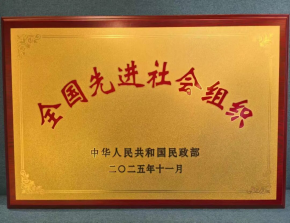 全国先进社会组织
中华人民共和国民政部
二〇二五年十一月